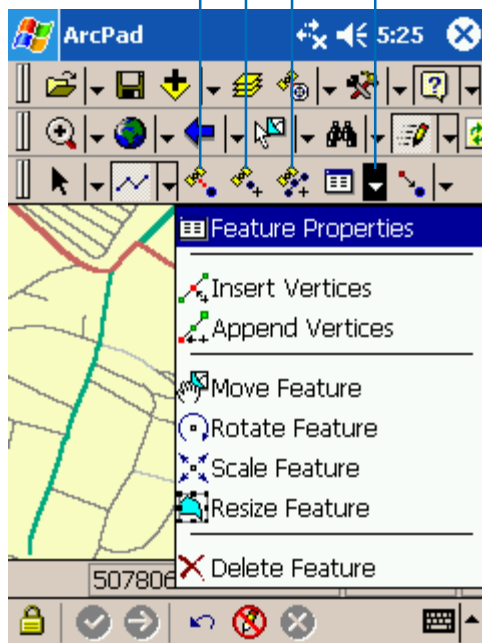 ArcPad 5:25
Feature Properties
Insert Vertices
Append Vertices
Move Feature
Rotate Feature
Scale Feature
Resize Feature
Delete Feature
507806